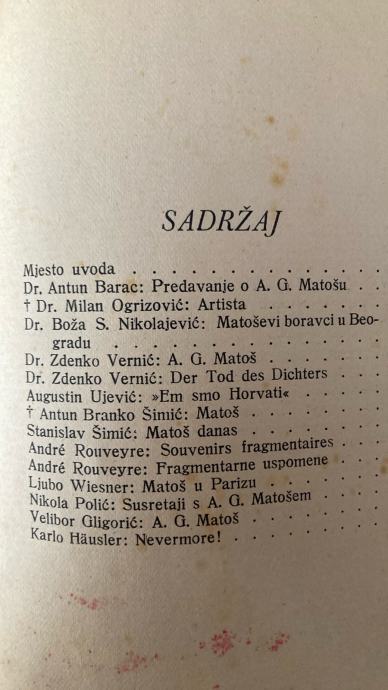 SADRŽAJ
Mjesto uvoda . . . . . . . . . . . .
Dr. Antun Barac: Predavanje o A. G. Matošu . .
† Dr. Milan Ogrizović: Artista . . . . . . .
Dr. Boža S. Nikolajević: Matoševi boravci u Beo-
gradu . . . . . . . . . . . . .
Dr. Zdenko Vernić: A. G. Matoš . . . . . .
Dr. Zdenko Vernić: Der Tod des Dichters . . .
Augustin Ujević: »Em smo Horvati« . . . . .
† Antun Branko Šimić: Matoš . . . . . . .
Stanislav Šimić: Matoš danas . . . . . . .
André Rouveyre: Souvenirs fragmentaires . . .
André Rouveyre: Fragmentarne uspomene . . .
Ljubo Wiesner: Matoš u Parizu . . . . . .
Nikola Polić: Susretaji s A. G. Matošem . . . .
Velibor Gligorić: A. G. Matoš . . . . . . .
Karlo Häusler: Nevermore! . . . . . . . .